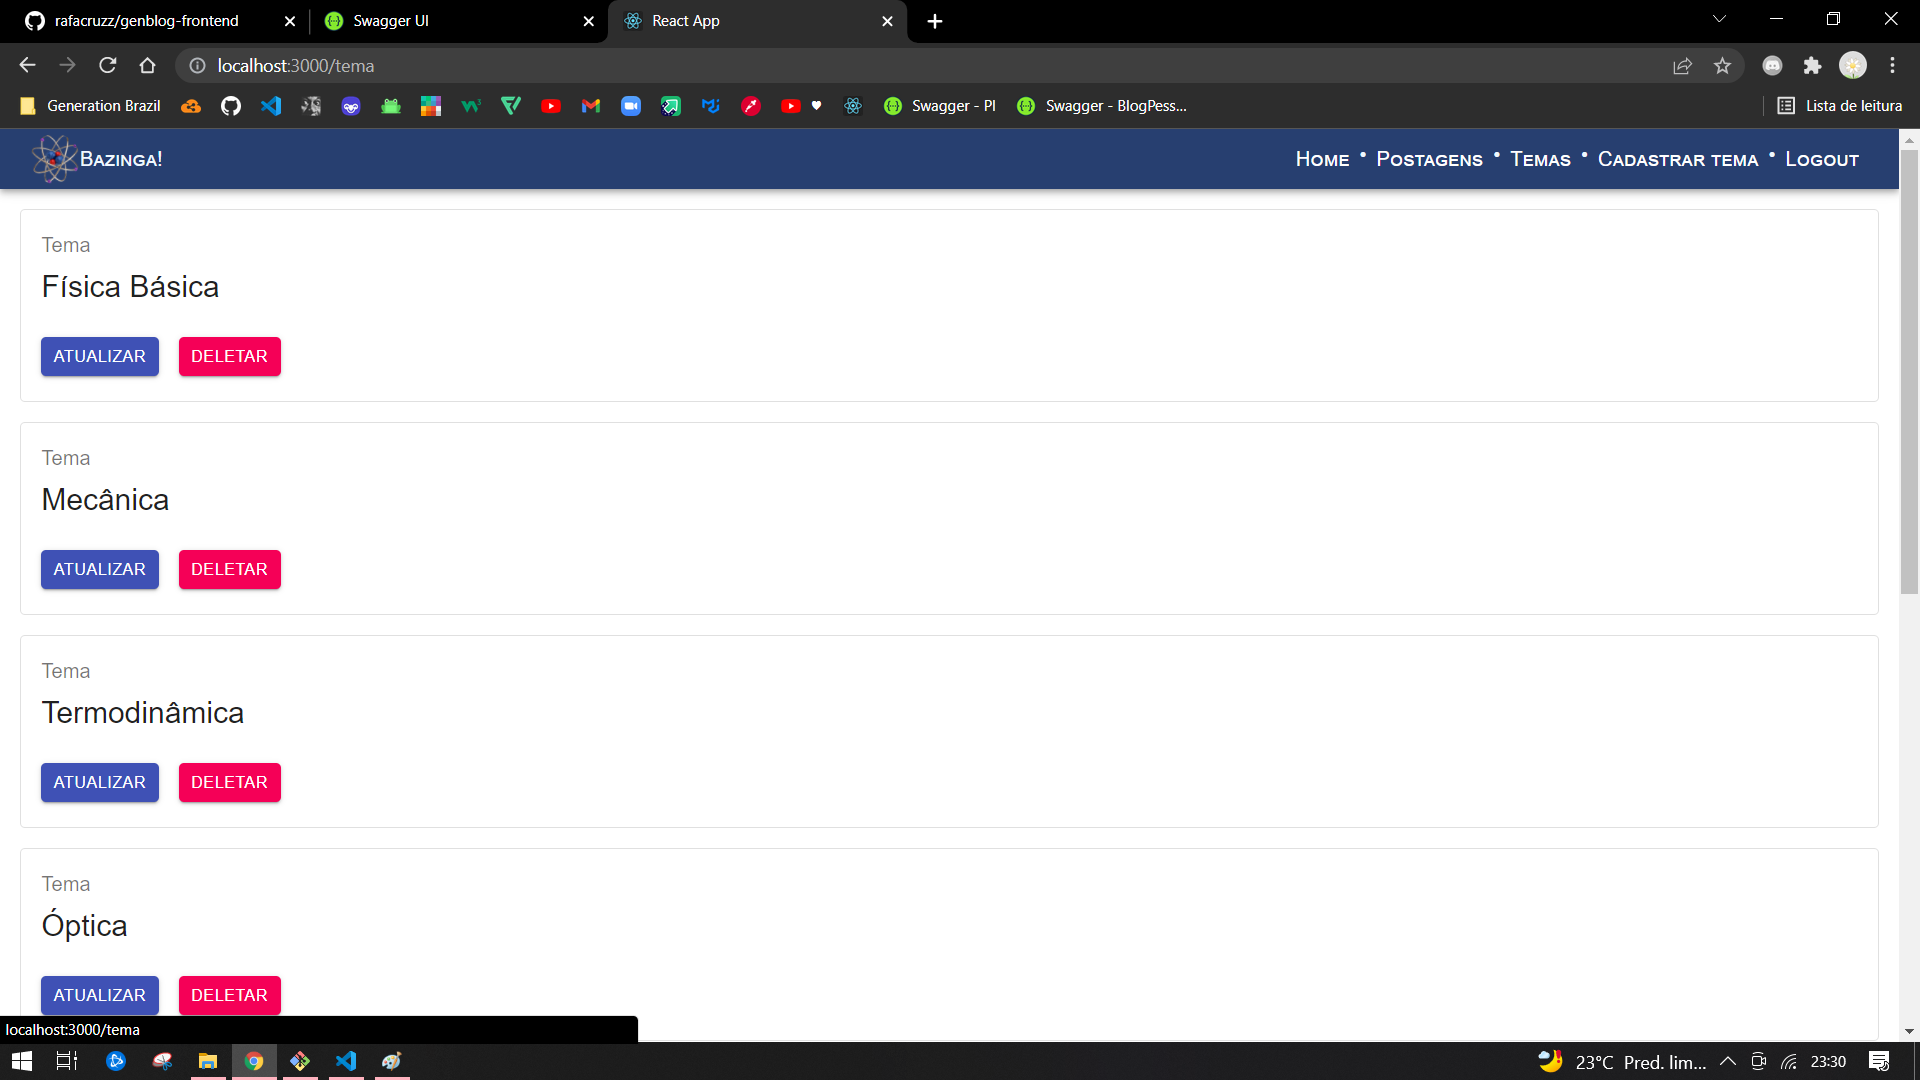 rafacruzz/genblog-frontend
Swagger UI
React App
localhost:3000/tema
Generation Brazil
Swagger - PI
Swagger - BlogPess...
Lista de leitura
Bazinga!
Home • Postagens • Temas • Cadastrar tema • Logout
Tema
Física Básica
ATUALIZAR DELETAR
Tema
Mecânica
ATUALIZAR DELETAR
Tema
Termodinâmica
ATUALIZAR DELETAR
Tema
Óptica
ATUALIZAR DELETAR
localhost:3000/tema
23°C Pred. lim...
23:30